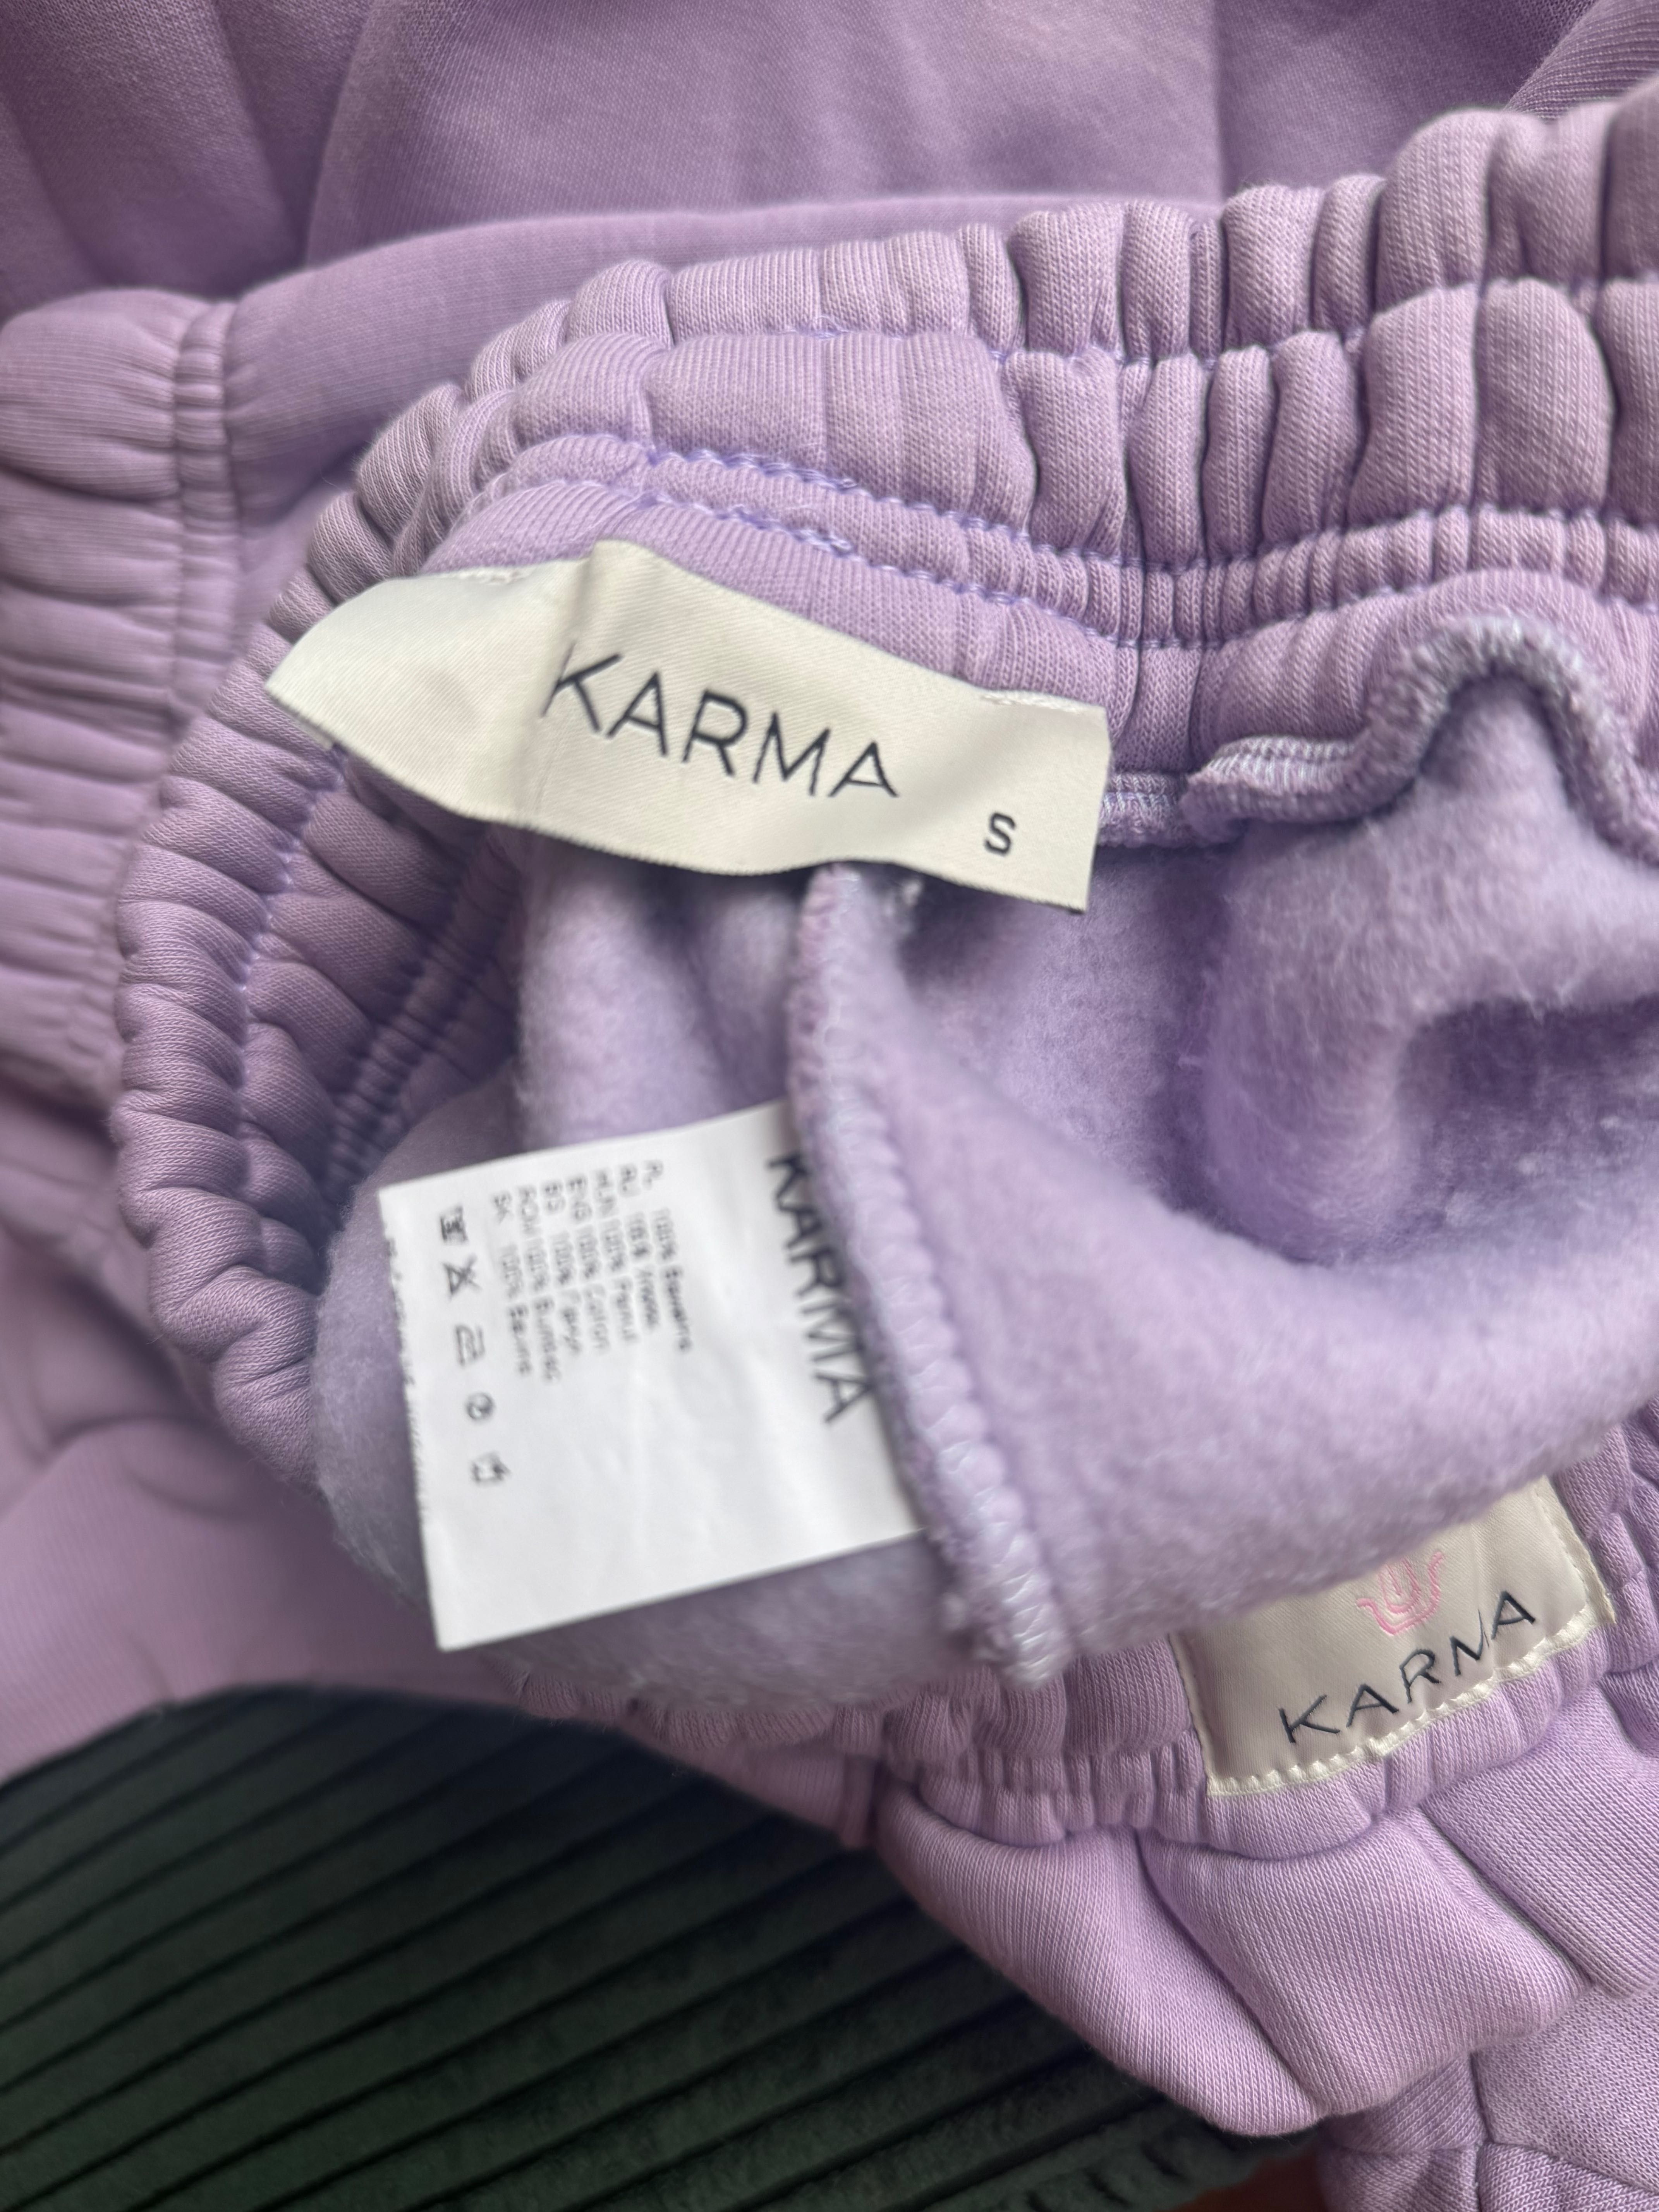 KARMA
S
KARMA
PL 100% Bawełna
RU 100% Хлопок
HUN 100% Pamut
ENG 100% Cotton
BG 100% Памук
ROM 100% Bumbac
SK 100%
KARMA